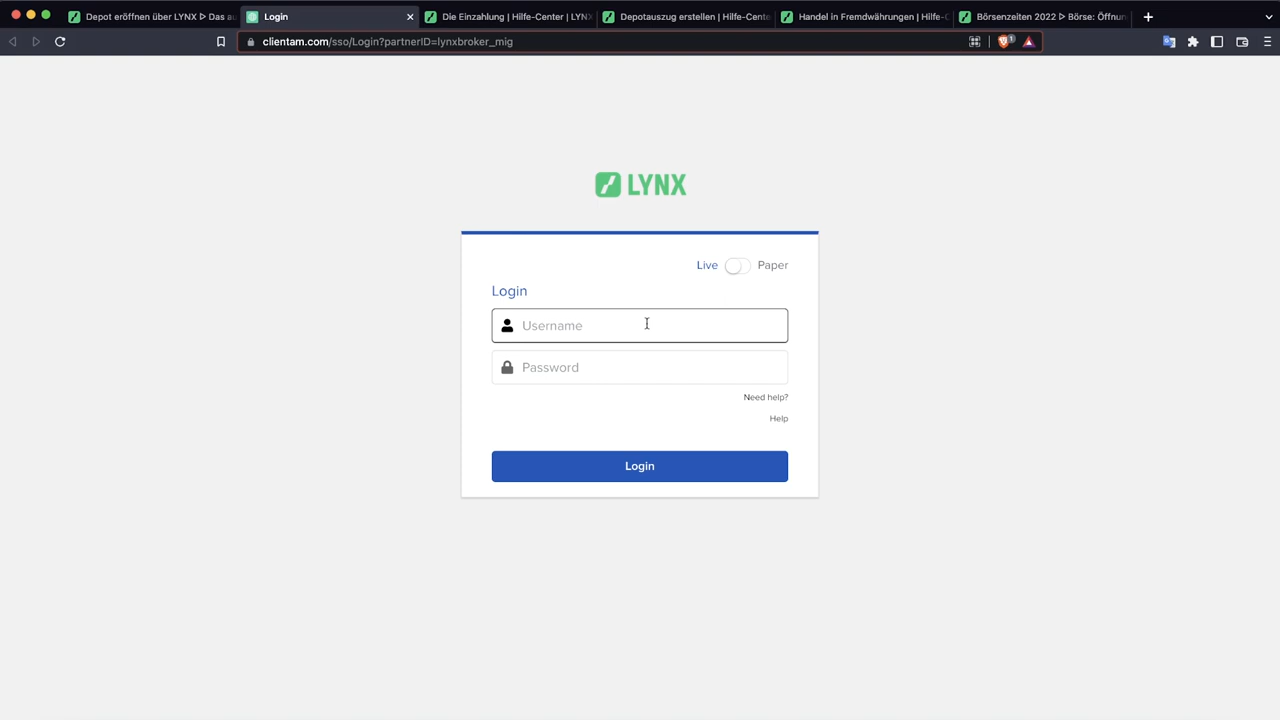 Depot eröffnen über LYNX ᐅ Das au
Login
Die Einzahlung | Hilfe-Center | LYN
Depotauszug erstellen | Hilfe-Cente
Handel in Fremdwährungen | Hilfe-C
Börsenzeiten 2022 ᐅ Börse: Öffnun
clientam.com/sso/Login?partnerID=lynxbroker_mig
1
LYNX
Live
Paper
Login
Username
Password
Need help?
Help
Login